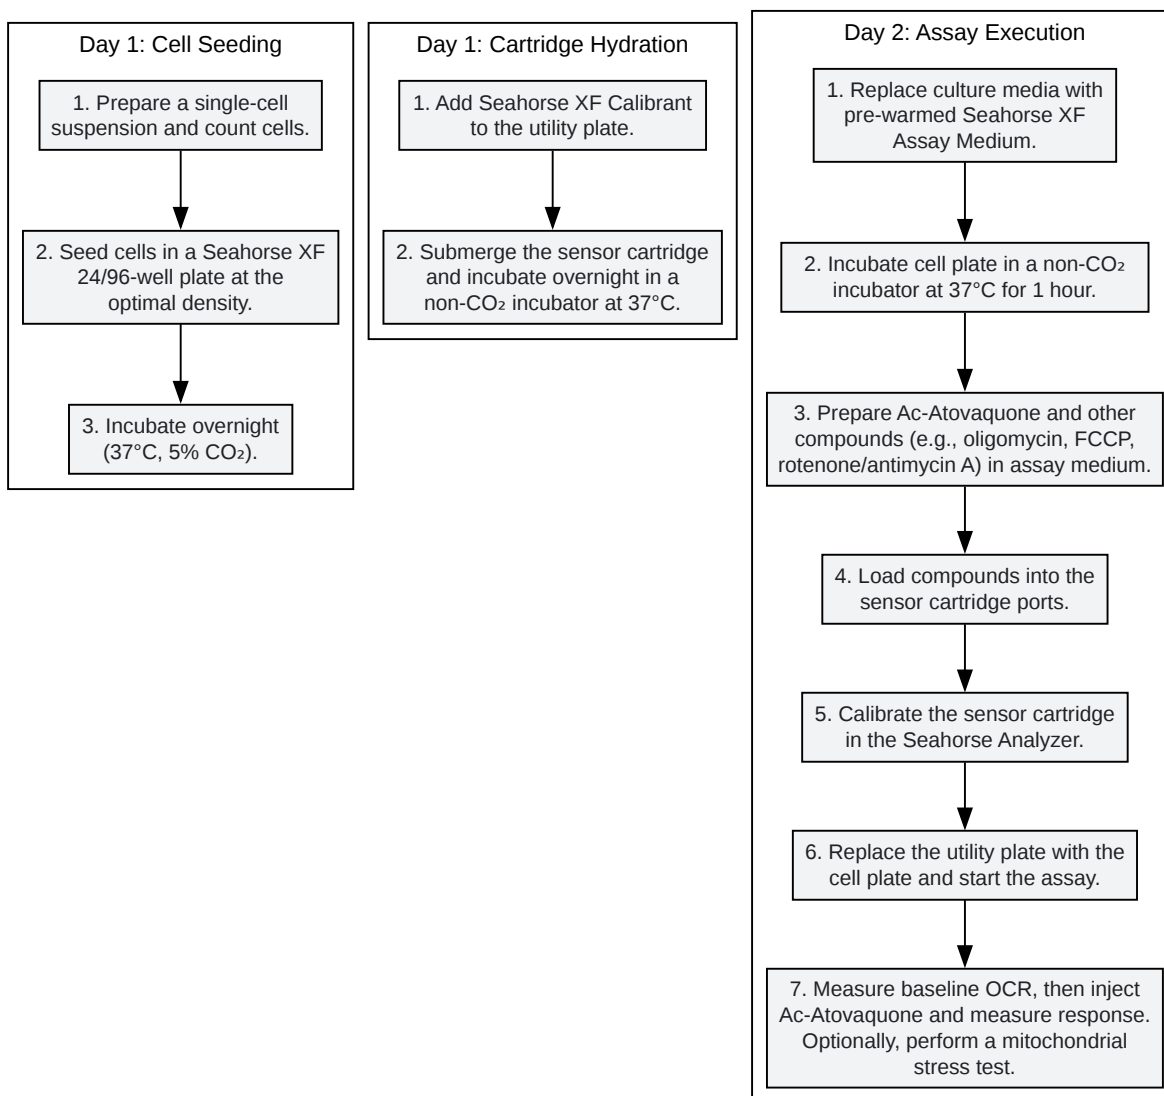 Day 1: Cell Seeding
1. Prepare a single-cell
suspension and count cells.
2. Seed cells in a Seahorse XF
24/96-well plate at the
optimal density.
3. Incubate overnight
(37°C, 5% CO₂).
Day 1: Cartridge Hydration
1. Add Seahorse XF Calibrant
to the utility plate.
2. Submerge the sensor cartridge
and incubate overnight in a
non-CO₂ incubator at 37°C.
Day 2: Assay Execution
1. Replace culture media with
pre-warmed Seahorse XF
Assay Medium.
2. Incubate cell plate in a non-CO₂
incubator at 37°C for 1 hour.
3. Prepare Ac-Atovaquone and other
compounds (e.g., oligomycin, FCCP,
rotenone/antimycin A) in assay medium.
4. Load compounds into the
sensor cartridge ports.
5. Calibrate the sensor cartridge
in the Seahorse Analyzer.
6. Replace the utility plate with the
cell plate and start the assay.
7. Measure baseline OCR, then inject
Ac-Atovaquone and measure response.
Optionally, perform a mitochondrial
stress test.